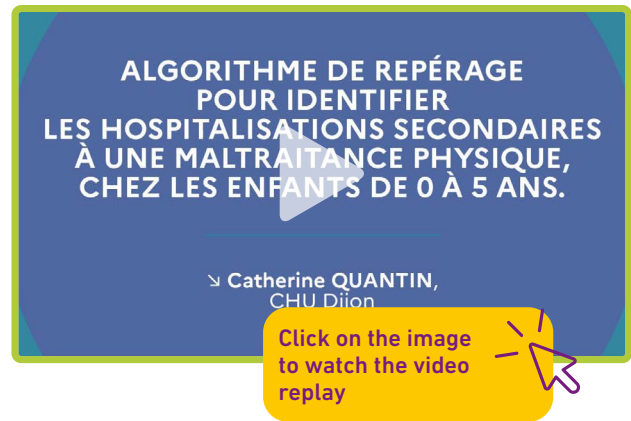 ALGORITHME DE REPÉRAGE
POUR IDENTIFIER
LES HOSPITALISATIONS SECONDAIRES
À UNE MALTRAITANCE PHYSIQUE,
CHEZ LES ENFANTS DE 0 À 5 ANS.
↘ Catherine QUANTIN,
CHU Dijon
Click on the image
to watch the video
replay